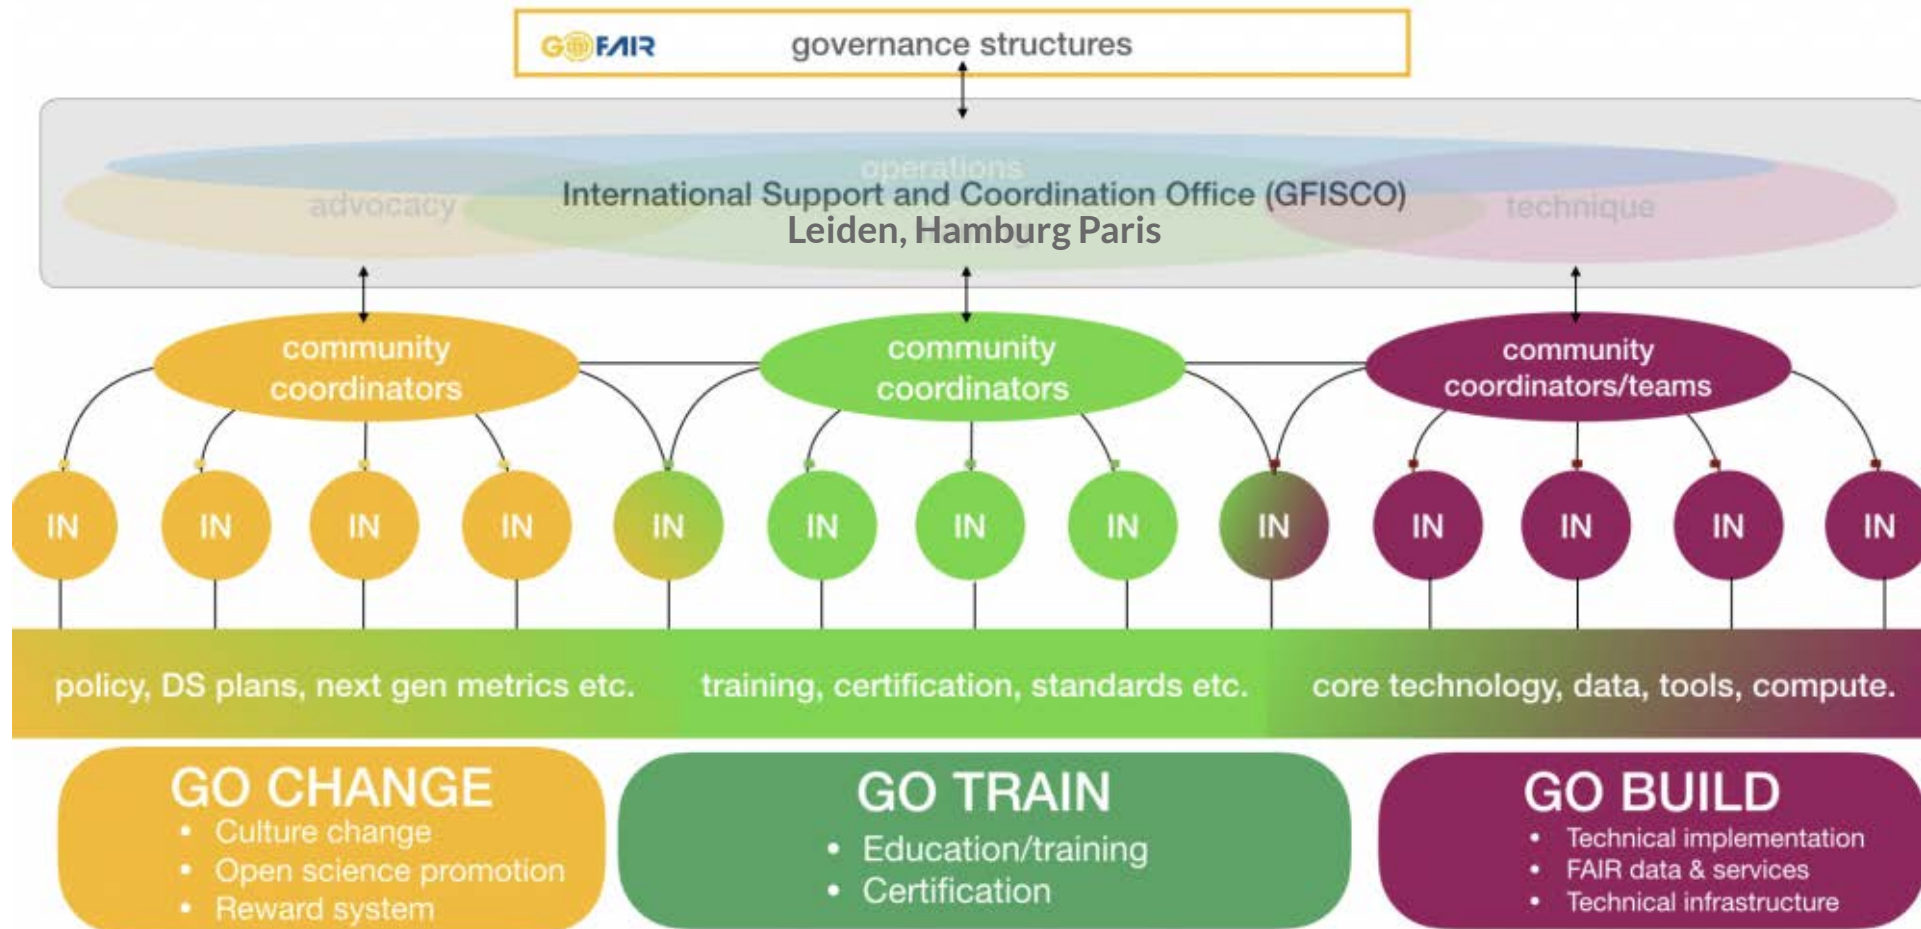 GO FAIR governance structures
operations
International Support and Coordination Office (GFISCO)
advocacy
technique
Leiden, Hamburg Paris
community
coordinators
community
coordinators
community
coordinators/teams
IN IN IN IN IN IN IN IN IN IN IN IN IN
policy, DS plans, next gen metrics etc. training, certification, standards etc. core technology, data, tools, compute.
GO CHANGE
• Culture change
• Open science promotion
• Reward system
GO TRAIN
• Education/training
• Certification
GO BUILD
• Technical implementation
• FAIR data & services
• Technical infrastructure